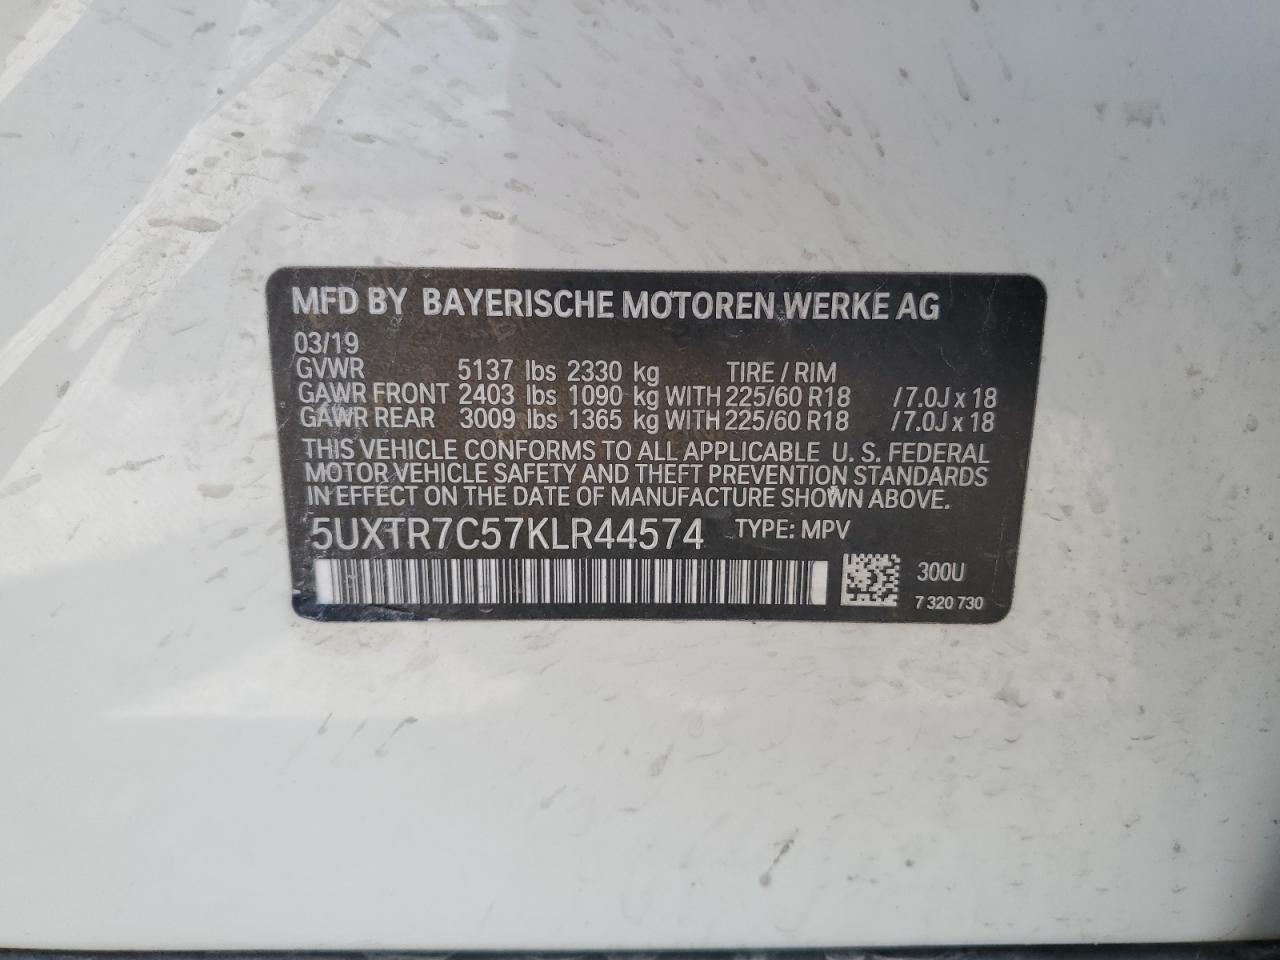 MFD BY BAYERISCHE MOTOREN WERKE AG
03/19
GVWR 5137 lbs 2330 kg TIRE / RIM
GAWR FRONT 2403 lbs 1090 kg WITH 225/60 R18 / 7.0J x 18
GAWR REAR 3009 lbs 1365 kg WITH 225/60 R18 / 7.0J x 18
THIS VEHICLE CONFORMS TO ALL APPLICABLE U. S. FEDERAL
MOTOR VEHICLE SAFETY AND THEFT PREVENTION STANDARDS
IN EFFECT ON THE DATE OF MANUFACTURE SHOWN ABOVE.
5UXTR7C57KLR44574 TYPE: MPV
300U
7 320 730